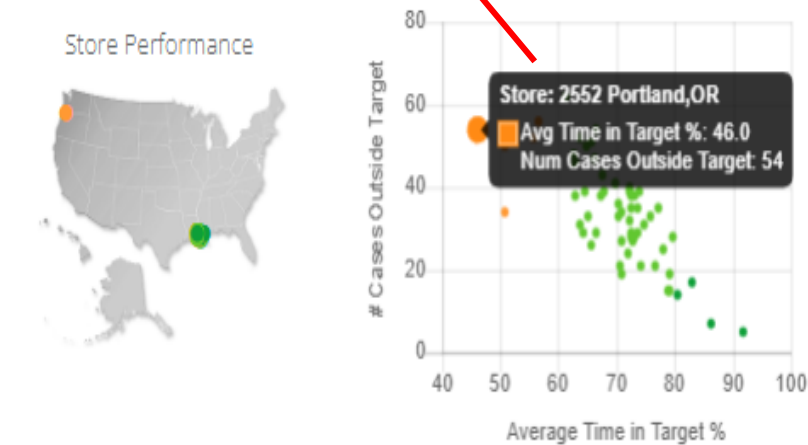 Store Performance
# Cases Outside Target
80
60
40
20
0
Store: 2552 Portland,OR
Avg Time in Target %: 46.0
Num Cases Outside Target: 54
40 50 60 70 80 90 100
Average Time in Target %